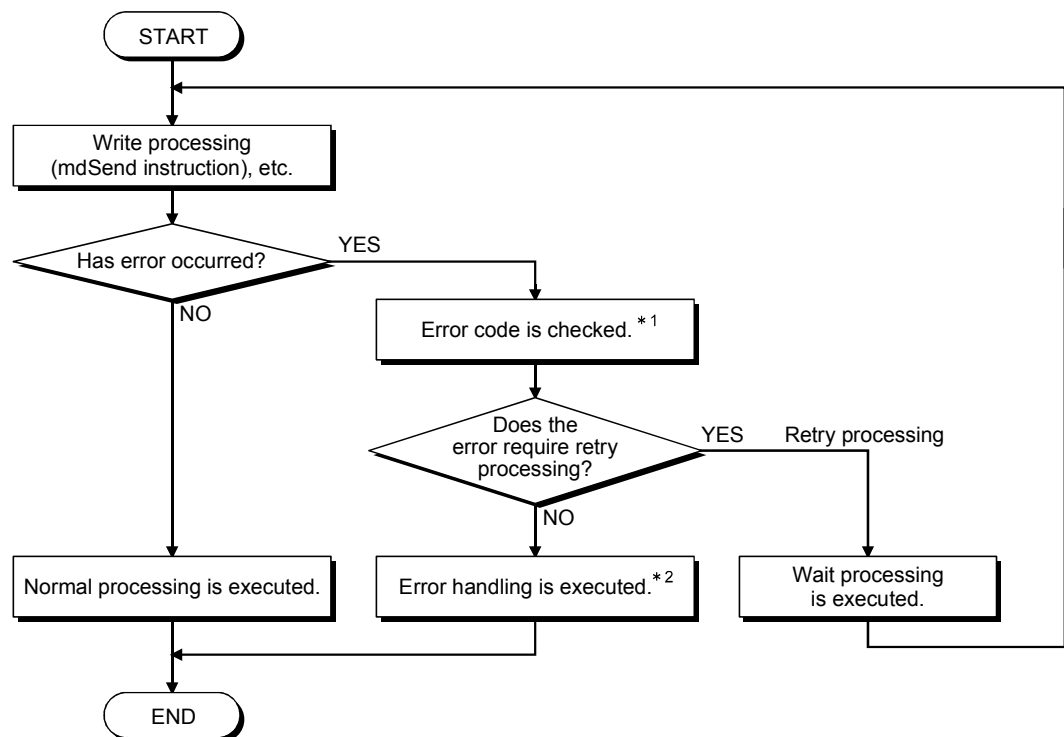 START
Write processing
(mdSend instruction), etc.
Has error occurred?
YES
NO
Error code is checked. *1
Does the
error require retry
processing?
YES
Retry processing
NO
Normal processing is executed.
Error handling is executed.*2
Wait processing
is executed.
END